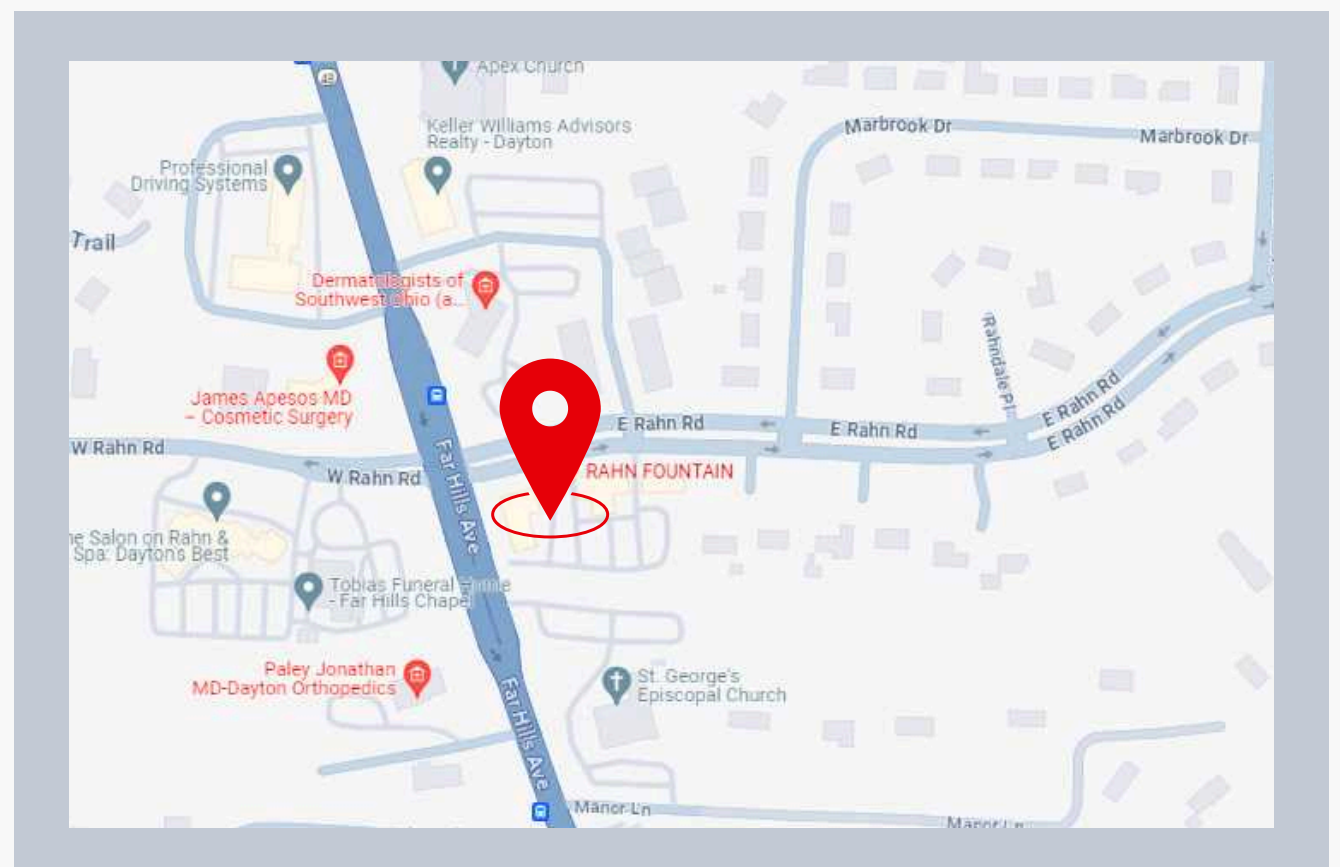 48
Apex Church
Keller Williams Advisors
Realty - Dayton
Marbrook Dr
Marbrook Dr
Professional
Driving Systems
Trail
Dermatologists of
Southwest Ohio (a...
Rahndale Pl
James Apesos MD
– Cosmetic Surgery
E Rahn Rd
E Rahn Rd
E Rahn Rd
E Rahn Rd
W Rahn Rd
W Rahn Rd
Far Hills Ave
RAHN FOUNTAIN
ne Salon on Rahn &
Spa: Dayton's Best
Tobias Funeral Home
- Far Hills Chapel
Paley Jonathan
MD-Dayton Orthopedics
St. George's
Episcopal Church
Far Hills Ave
Manor Ln
Manor Ln